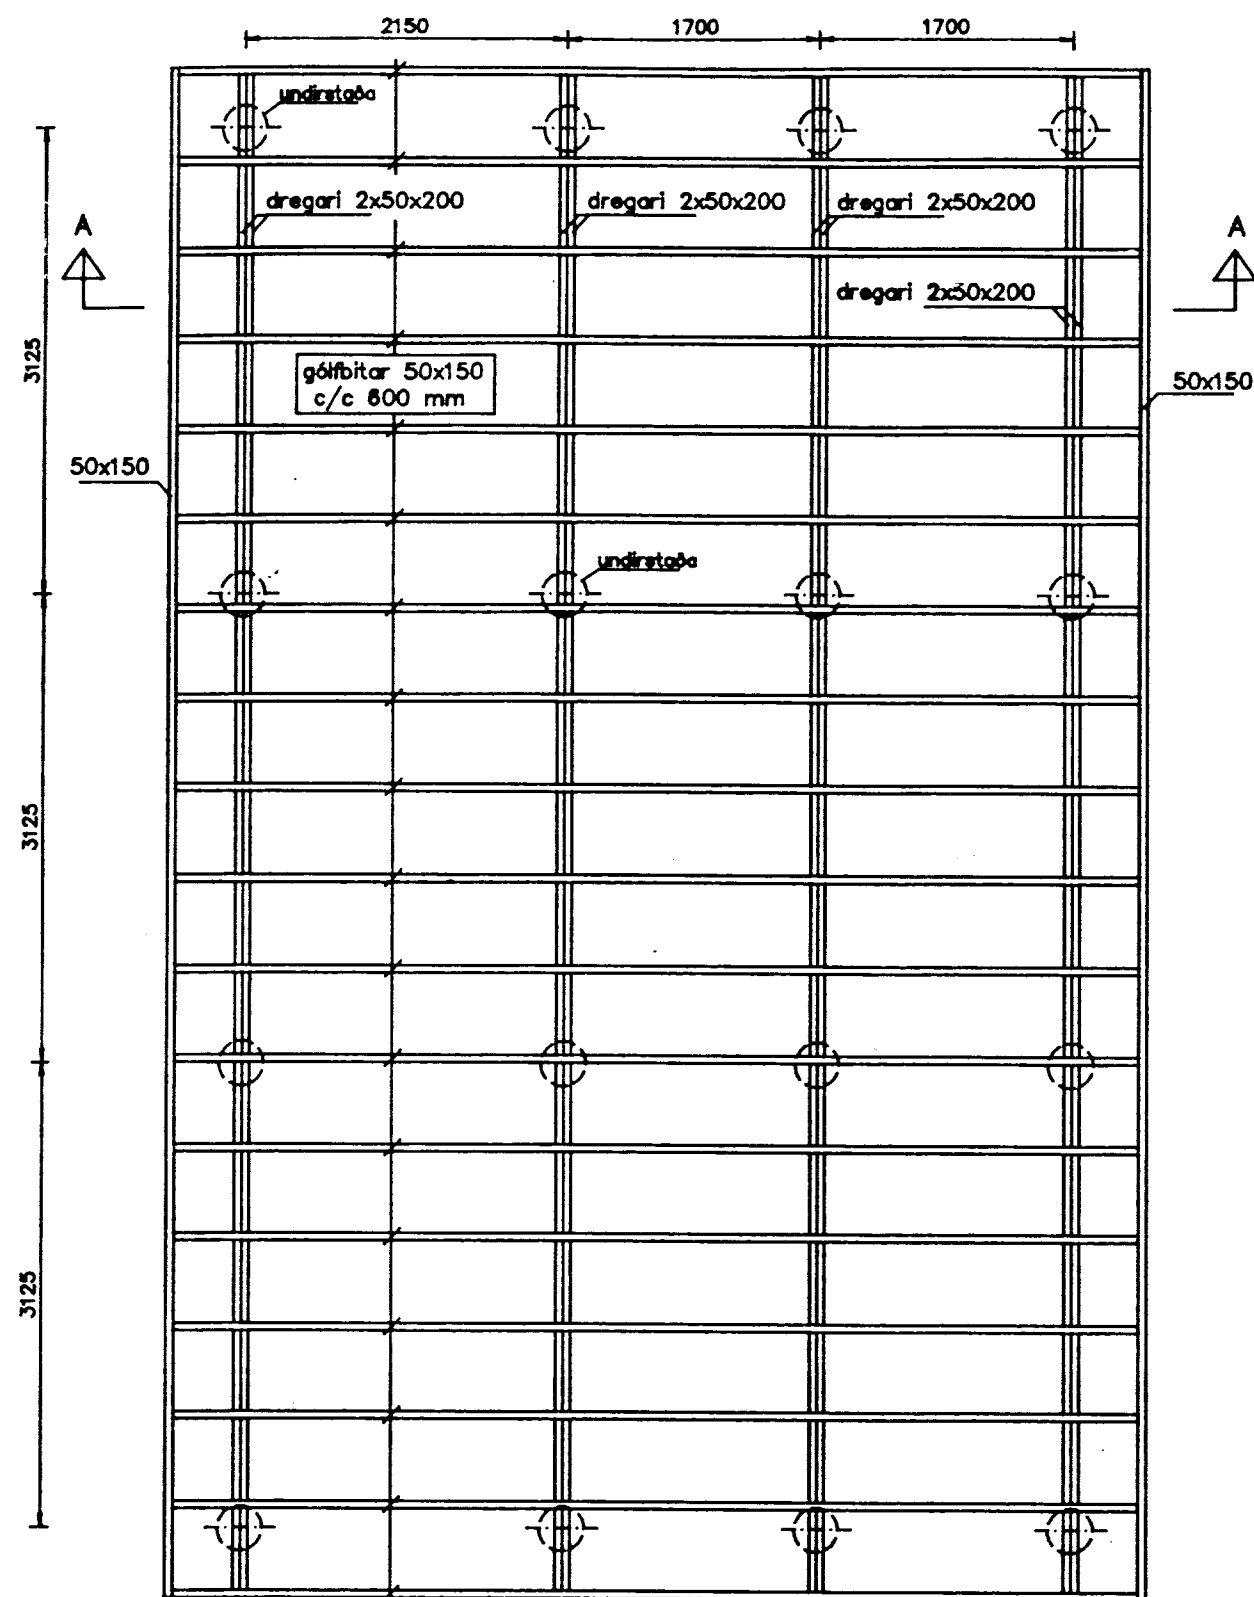 2150
1700
1700
undirstaða
dregari 2x50x200
dregari 2x50x200
dregari 2x50x200
A
A
dregari 2x50x200
3125
gólfbitar 50x150
c/c 600 mm
50x150
50x150
undirstaða
3125
3125